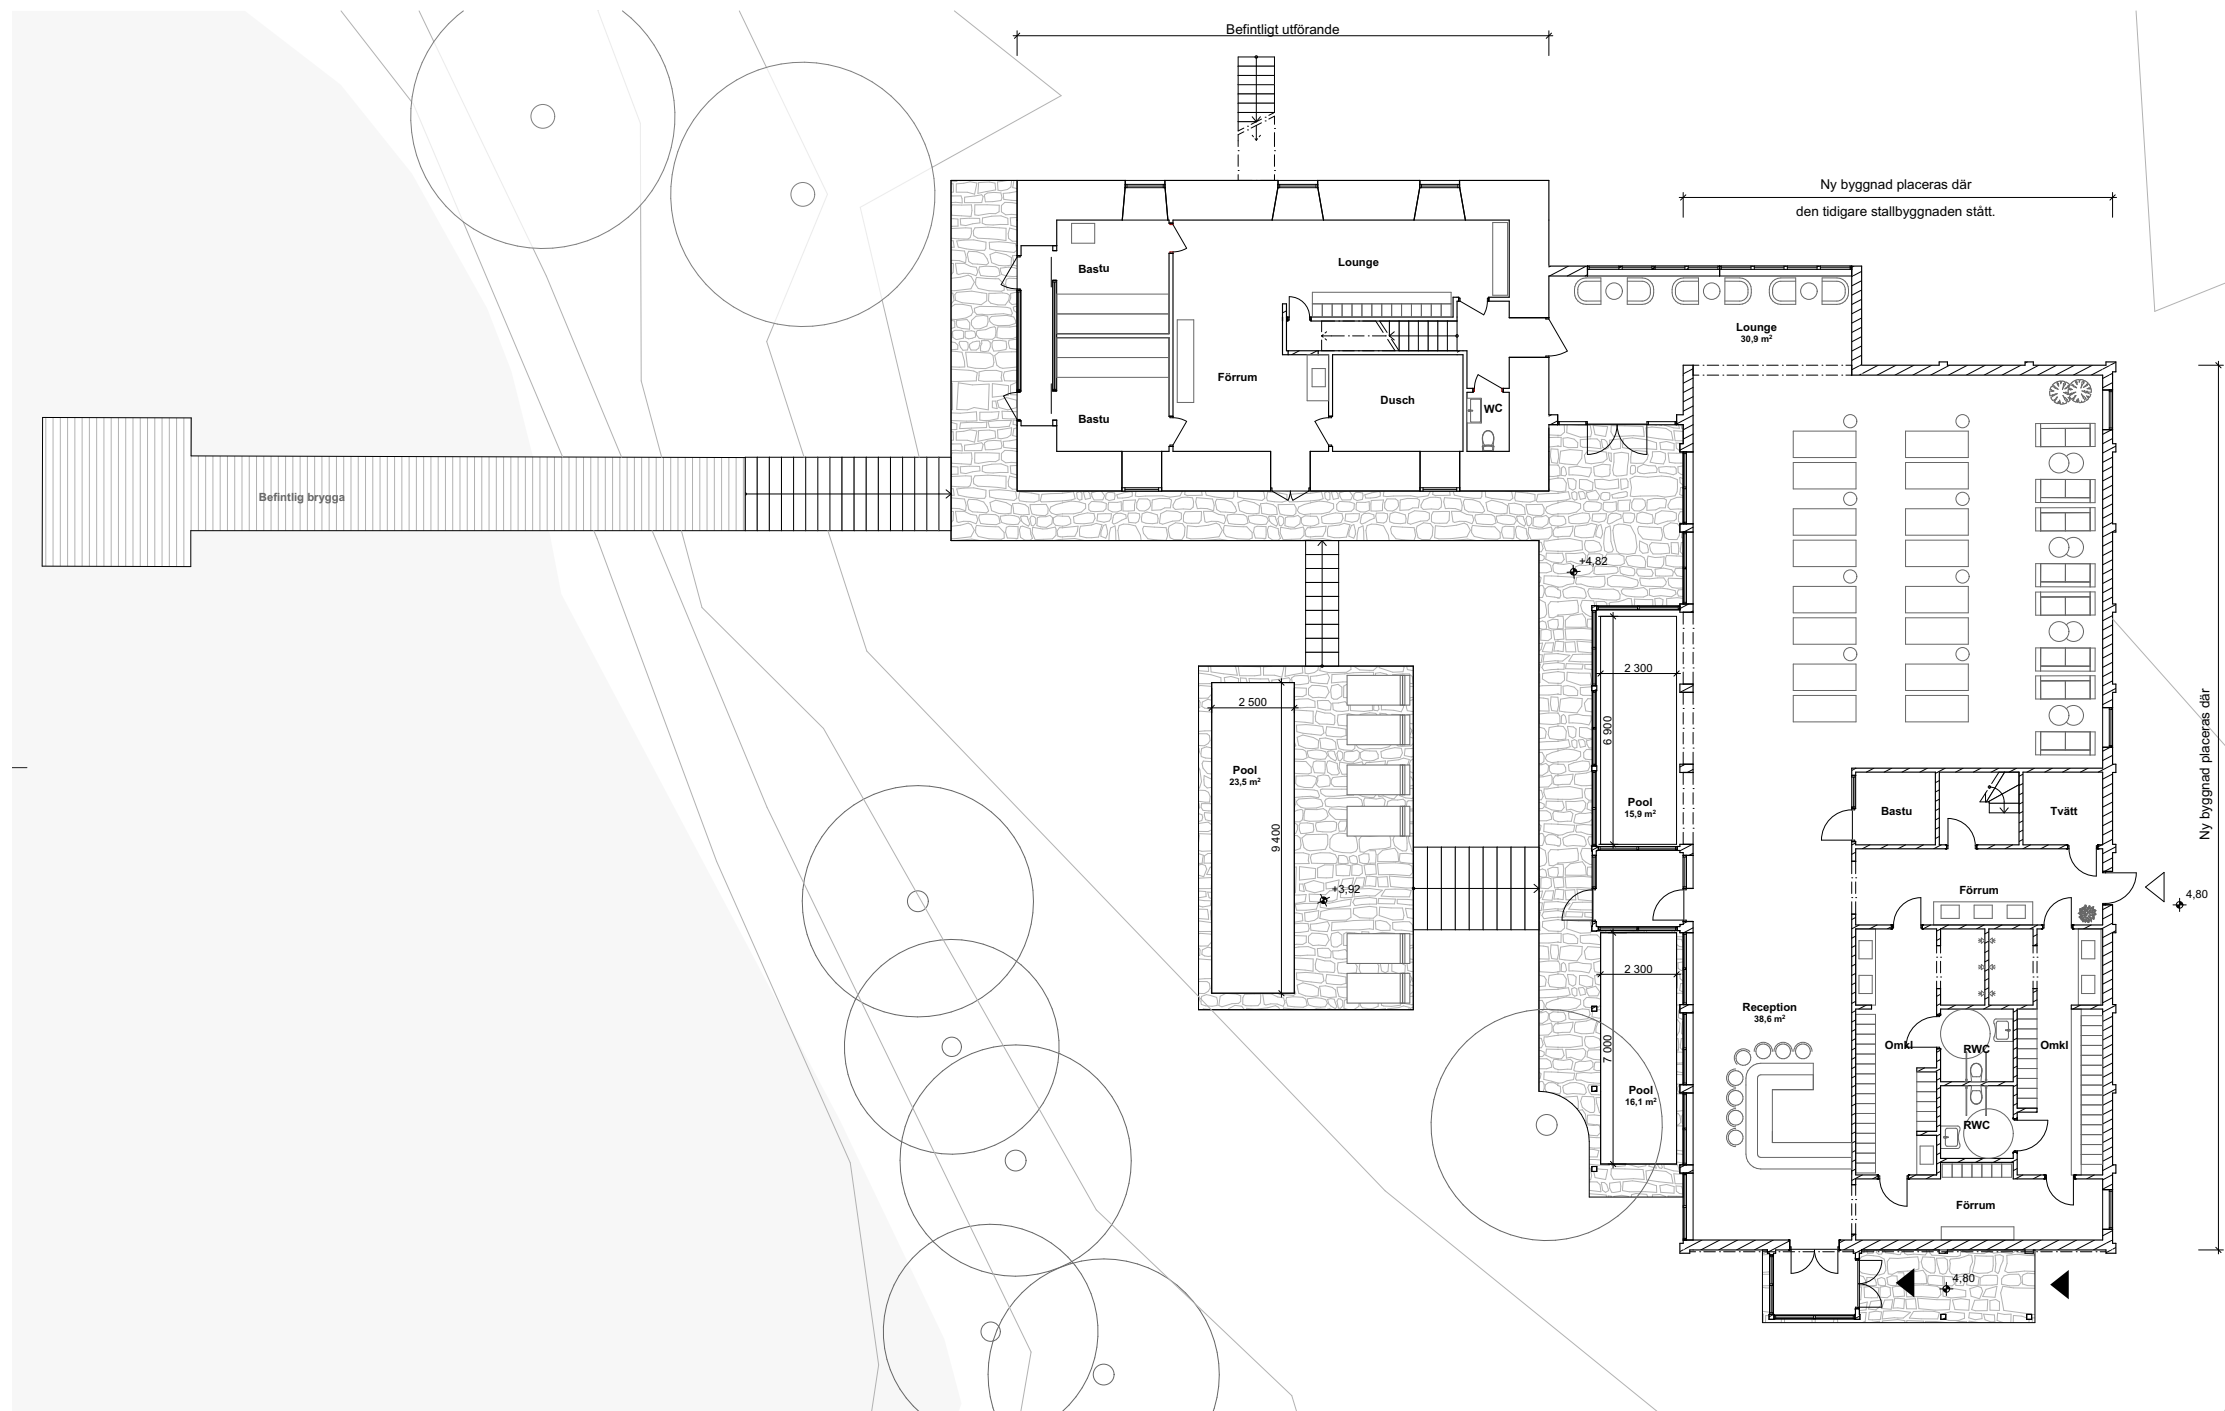 Befintligt utförande
Ny byggnad placeras där
den tidigare stallbyggnaden stått.
Bastu
Lounge
Lounge
30,9 m²
Förrum
Dusch
WC
Bastu
Befintlig brygga
+4,82
2 300
6 900
2 500
Pool
23,5 m²
9 400
Pool
15,9 m²
Bastu
Tvätt
Ny byggnad placeras där
+3,92
Förrum
4,80
2 300
Reception
38,6 m²
7 000
Omkl
RWC
Omkl
Pool
16,1 m²
RWC
Förrum
4,80